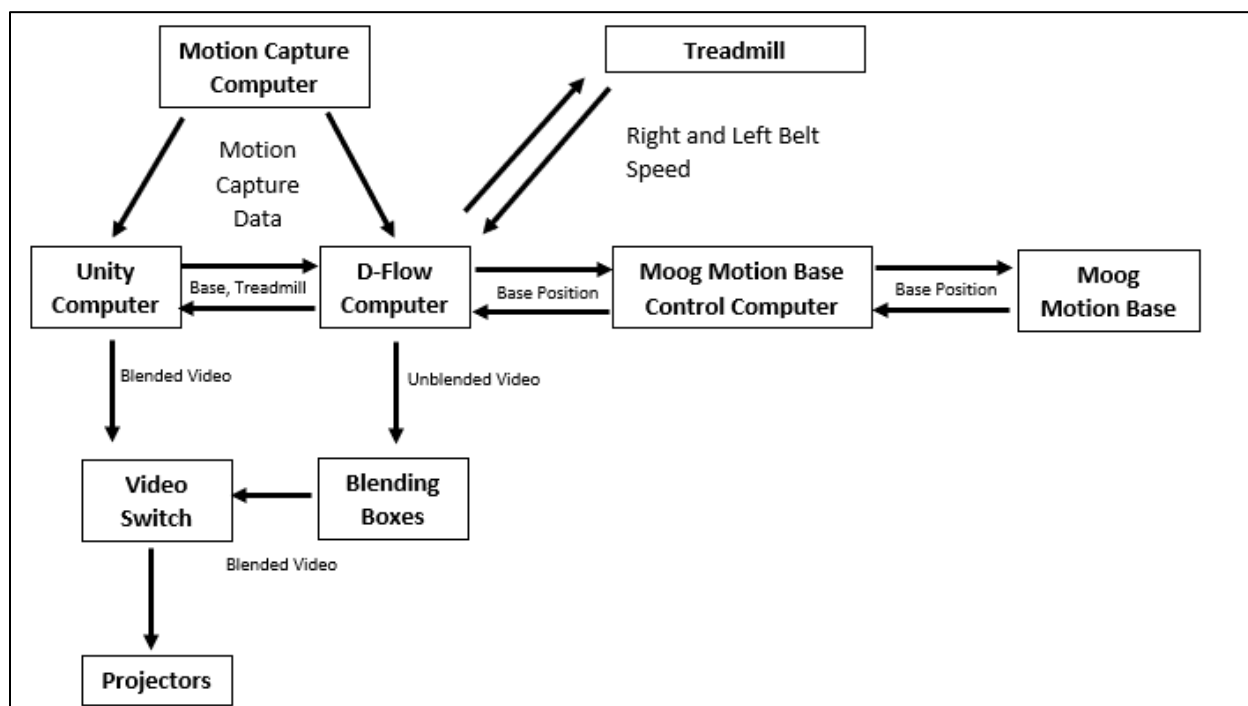 Motion Capture
Computer
Treadmill
Motion
Capture
Data
Right and Left Belt
Speed
Unity
Computer
Base, Treadmill
D-Flow
Computer
Base Position
Moog Motion Base
Control Computer
Base Position
Moog
Motion Base
Blended Video
Unblended Video
Video
Switch
Blending
Boxes
Blended Video
Projectors